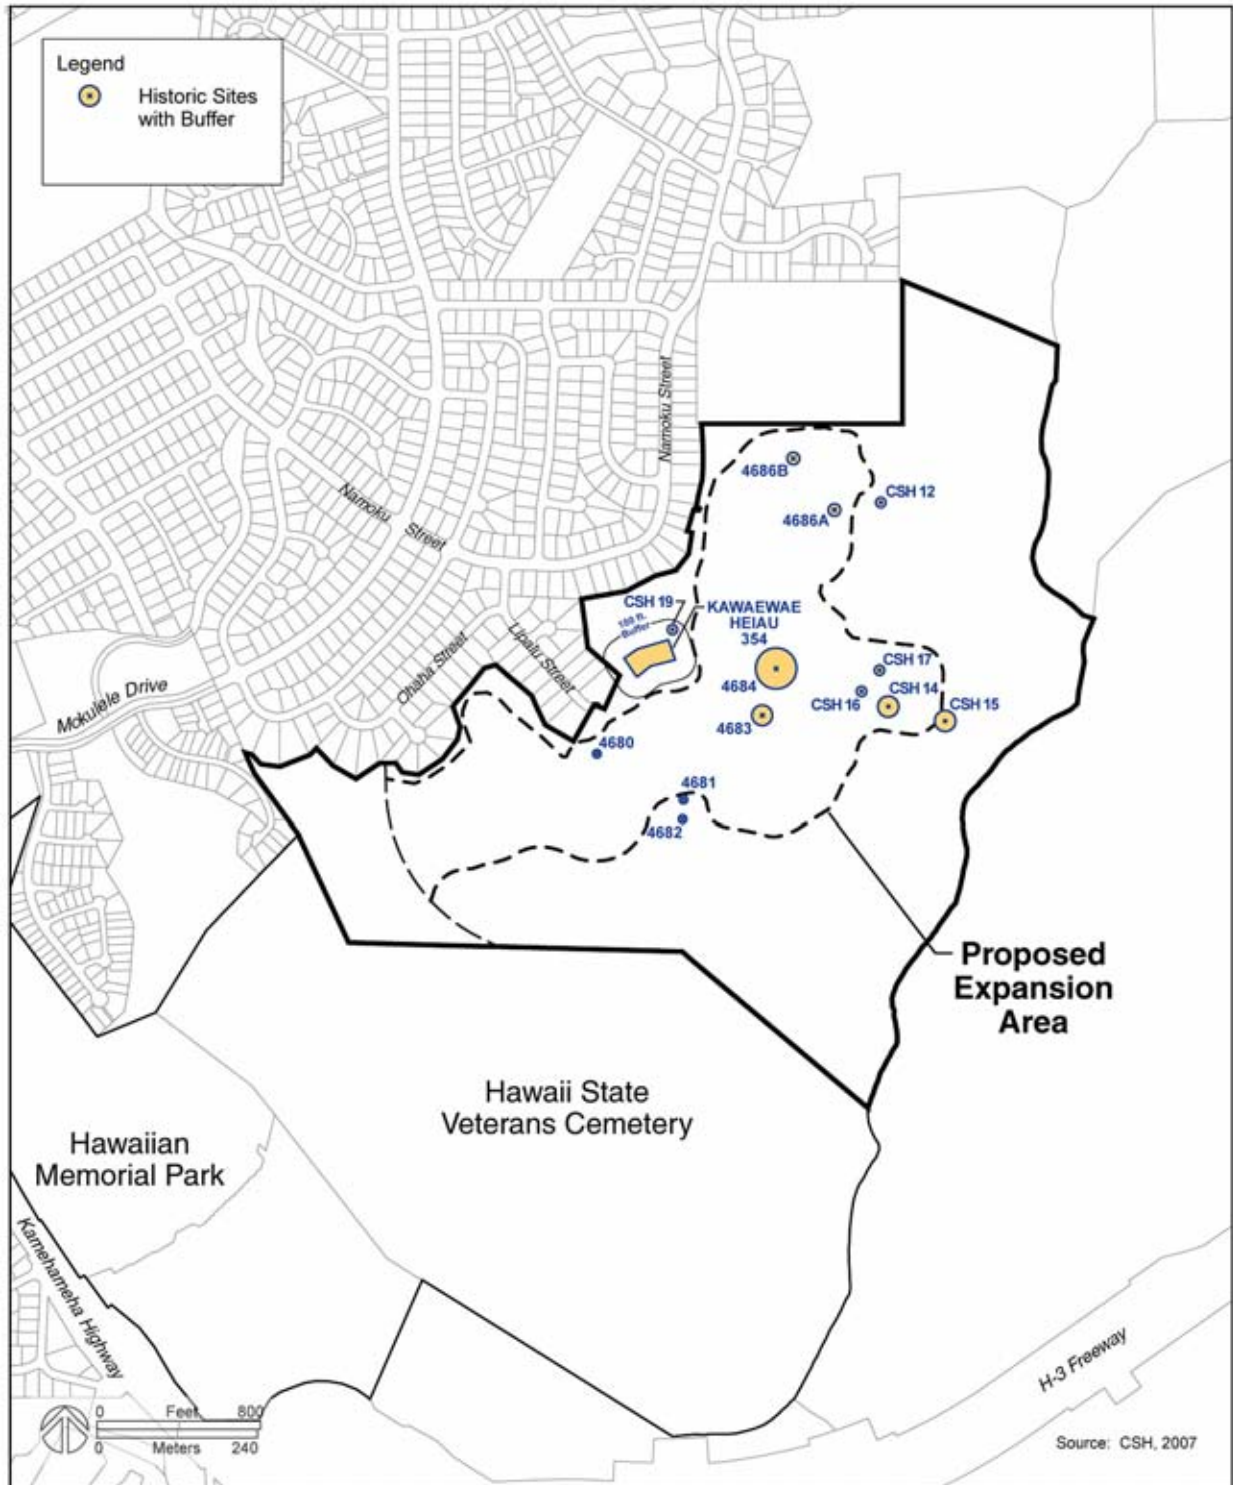 Legend
Historic Sites
with Buffer
Namoku Street
4686B
CSH 12
4686A
Namoku Street
CSH 19
KAWAEWAE
HEIAU
354
Buffer
Lipalu Street
Ohaha Street
CSH 17
4684
CSH 14
CSH 16
CSH 15
Mokulele Drive
4683
4680
4681
4682
Proposed
Expansion
Area
Hawaii State
Veterans Cemetery
Hawaiian
Memorial Park
Kamehameha Highway
H-3 Freeway
0 Feet 800
0 Meters 240
Source: CSH, 2007